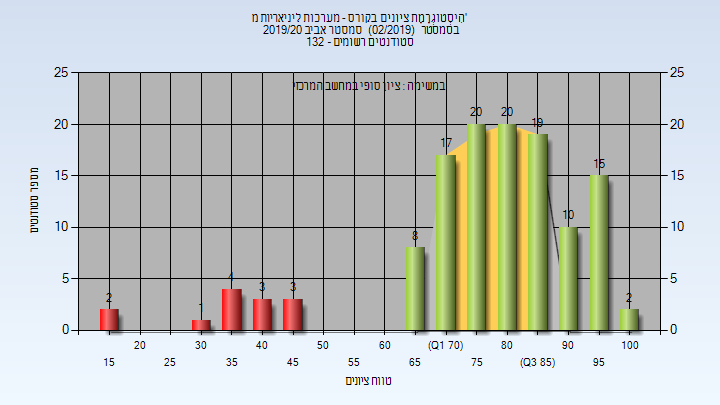 היסטוגרמת ציונים בקורס - מערכות ליניאריות מ'
בסמסטר (02/2019) סמסטר אביב 2019/20
סטודנטים רשומים - 132
במשימה : ציון סופי במחשב המרכזי
25 25
20 20
15 15
10 10
5 5
0 0
2 1 4 3 3 8 17 20 20 19 10 15 2
מספר סטודנטים
20 30 40 50 60 (Q1 70) 80 90 100
15 25 35 45 55 65 75 (Q3 85) 95
טווח ציונים